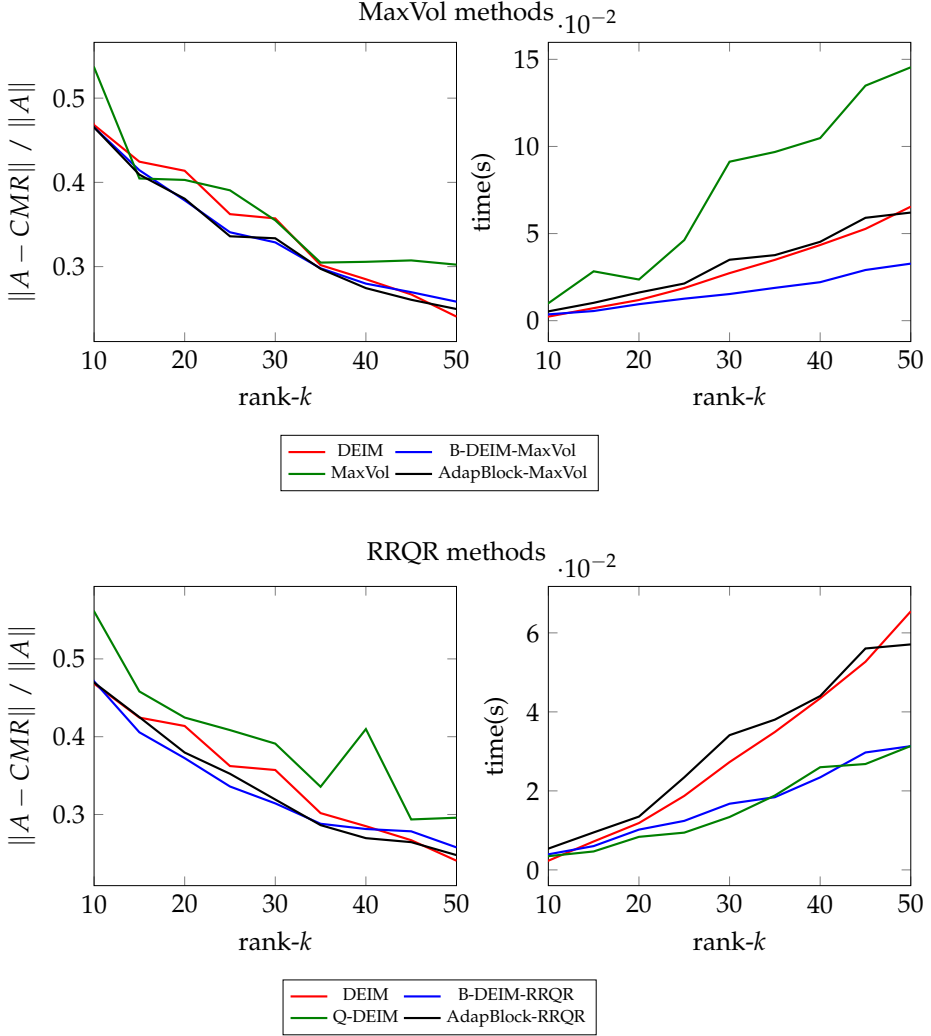 MaxVol methods
·10−2
0.5
0.4
0.3
∥A − CMR∥ / ∥A∥
10 20 30 40 50
rank-k
15
10
5
0
time(s)
10 20 30 40 50
rank-k
DEIM B-DEIM-MaxVol
MaxVol AdapBlock-MaxVol
RRQR methods
·10−2
0.5
0.4
0.3
∥A − CMR∥ / ∥A∥
10 20 30 40 50
rank-k
6
4
2
0
time(s)
10 20 30 40 50
rank-k
DEIM B-DEIM-RRQR
Q-DEIM AdapBlock-RRQR